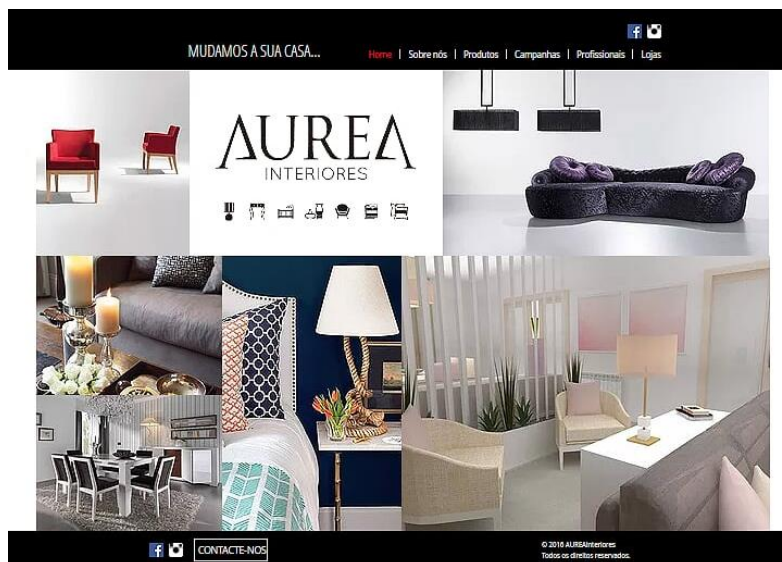 MUDAMOS A SUA CASA...
Home | Sobre nós | Produtos | Campanhas | Profissionais | Lojas
AUREA
INTERIORES
CONTACTE-NOS
© 2016 AUREAInteriores
Todos os direitos reservados.